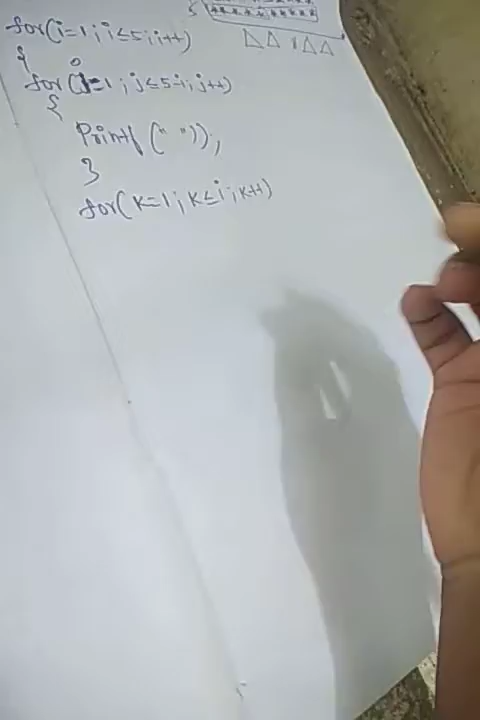 for(i=1;i≤5;i++)
{
for(j=1;j≤5-i;j++)
{
Printf(" "));
}
for(k=1;k≤i;k++)